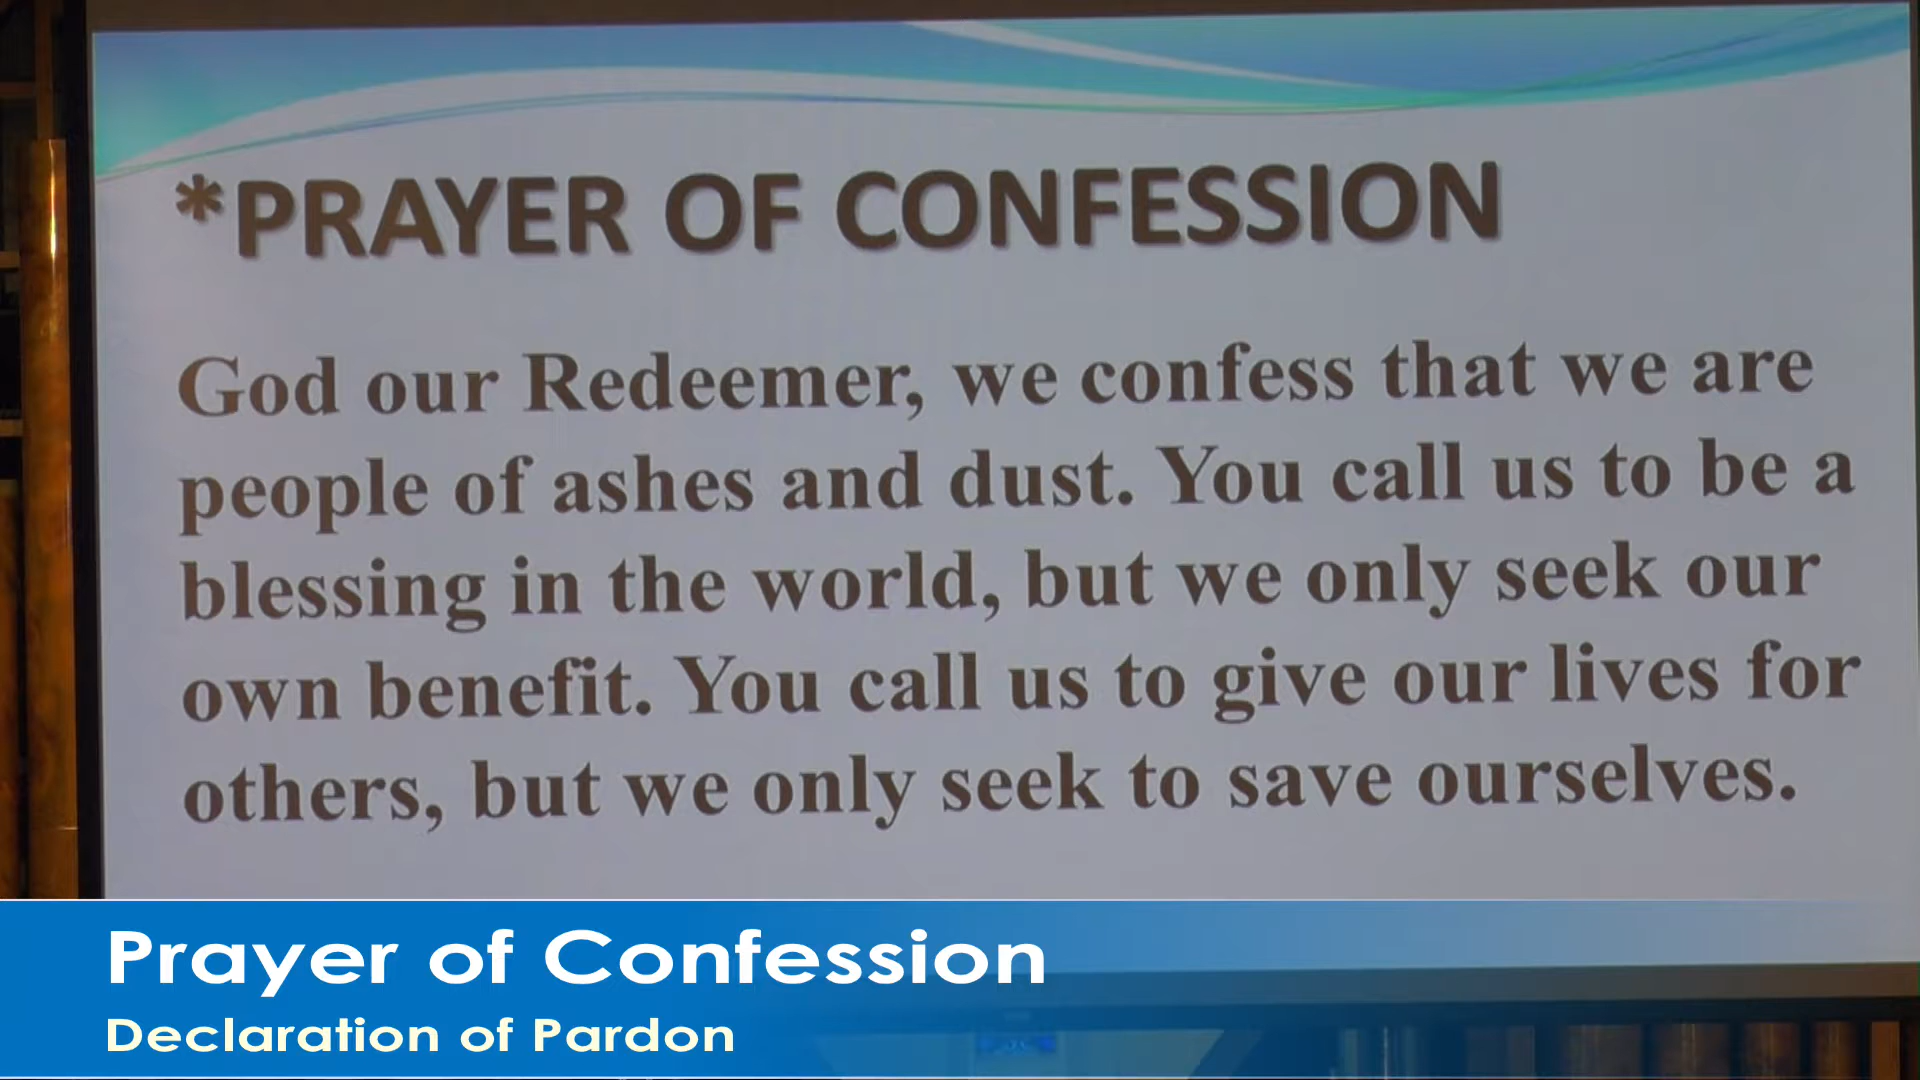 *PRAYER OF CONFESSION
God our Redeemer, we confess that we are
people of ashes and dust. You call us to be a
blessing in the world, but we only seek our
own benefit. You call us to give our lives for
others, but we only seek to save ourselves.
Prayer of Confession
Declaration of Pardon